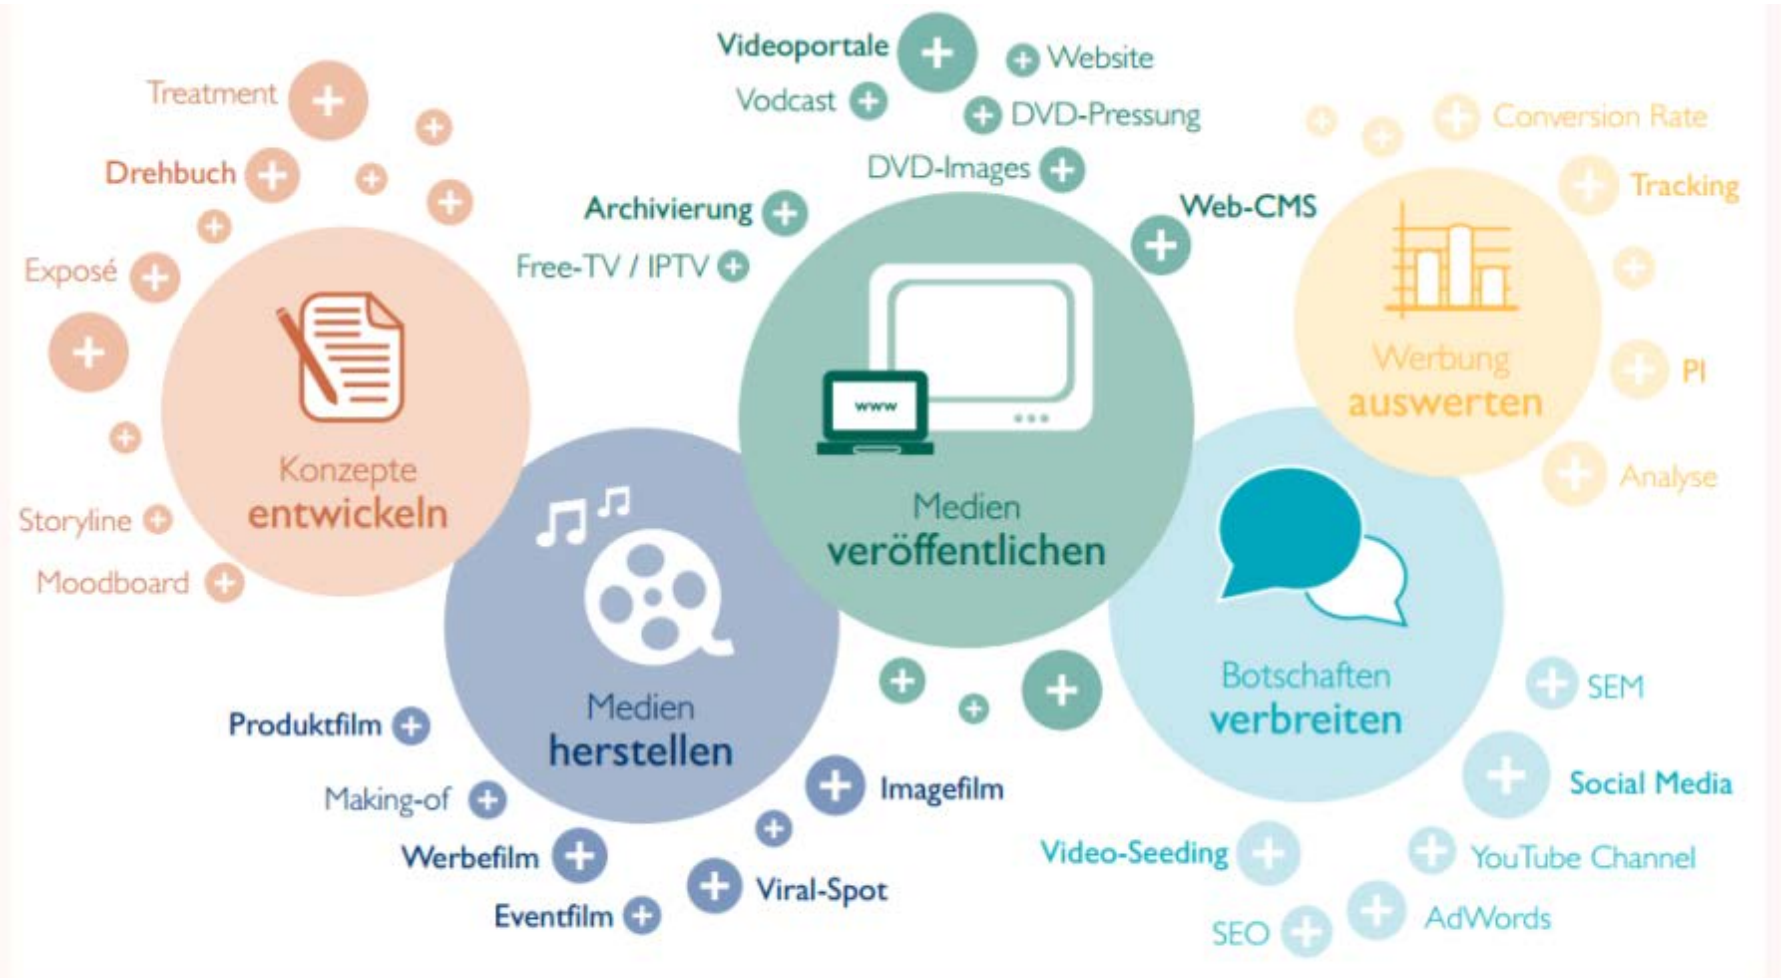 Treatment
Drehbuch
Exposé
Storyline
Moodboard
Konzepte
entwickeln
Produktfilm
Making-of
Werbefilm
Eventfilm
Viral-Spot
Imagefilm
Medien
herstellen
Videoportale
Website
Vodcast
DVD-Pressung
DVD-Images
Archivierung
Web-CMS
Free-TV / IPTV
www
Medien
veröffentlichen
Botschaften
verbreiten
SEM
Social Media
Video-Seeding
YouTube Channel
AdWords
SEO
Conversion Rate
Tracking
PI
Analyse
Werbung
auswerten